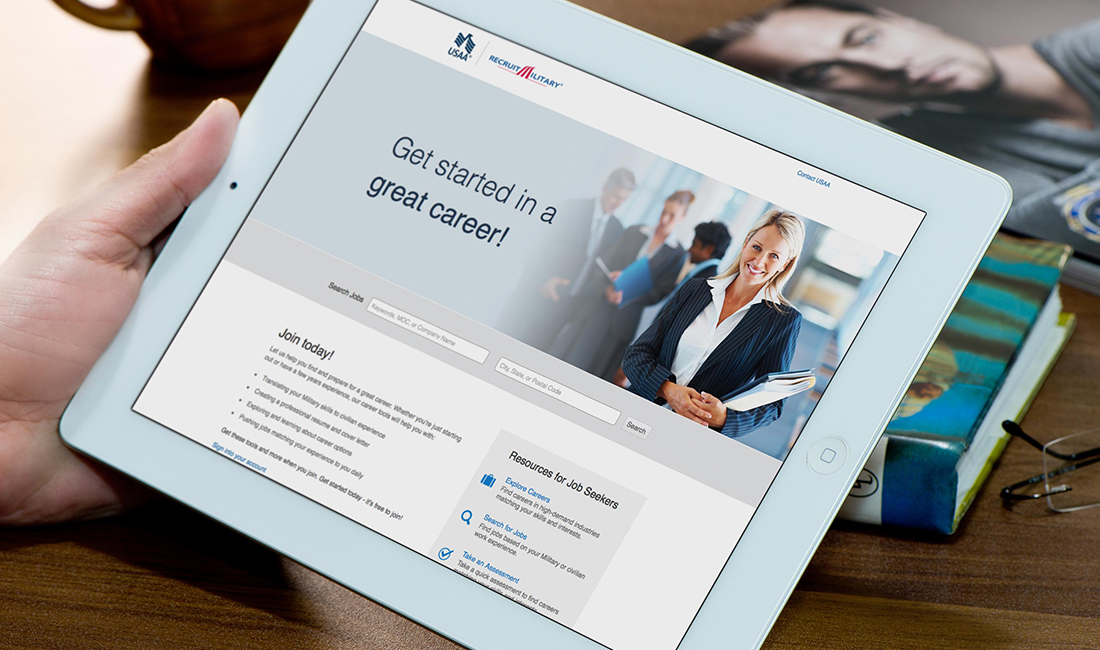 USAA®
RECRUITMILITARY®
Contact USAA
Get started in a
great career!
Search Jobs
Keywords, MOC, or Company Name
City, State, or Postal Code
Search
Join today!
Let us help you find and prepare for a great career. Whether you're just starting
out or have a few years experience, our career tools will help you with:
• Translating your Military skills to civilian experience
• Creating a professional resume and cover letter
• Exploring and learning about career options
• Pushing jobs matching your experience to you daily
Get these tools and more when you join. Get started today - it's free to join!
Sign into your account
Resources for Job Seekers
Explore Careers
Find careers in high-demand industries
matching your skills and interests.
Search for Jobs
Find jobs based on your Military or civilian
work experience.
Take an Assessment
Take a quick assessment to find careers